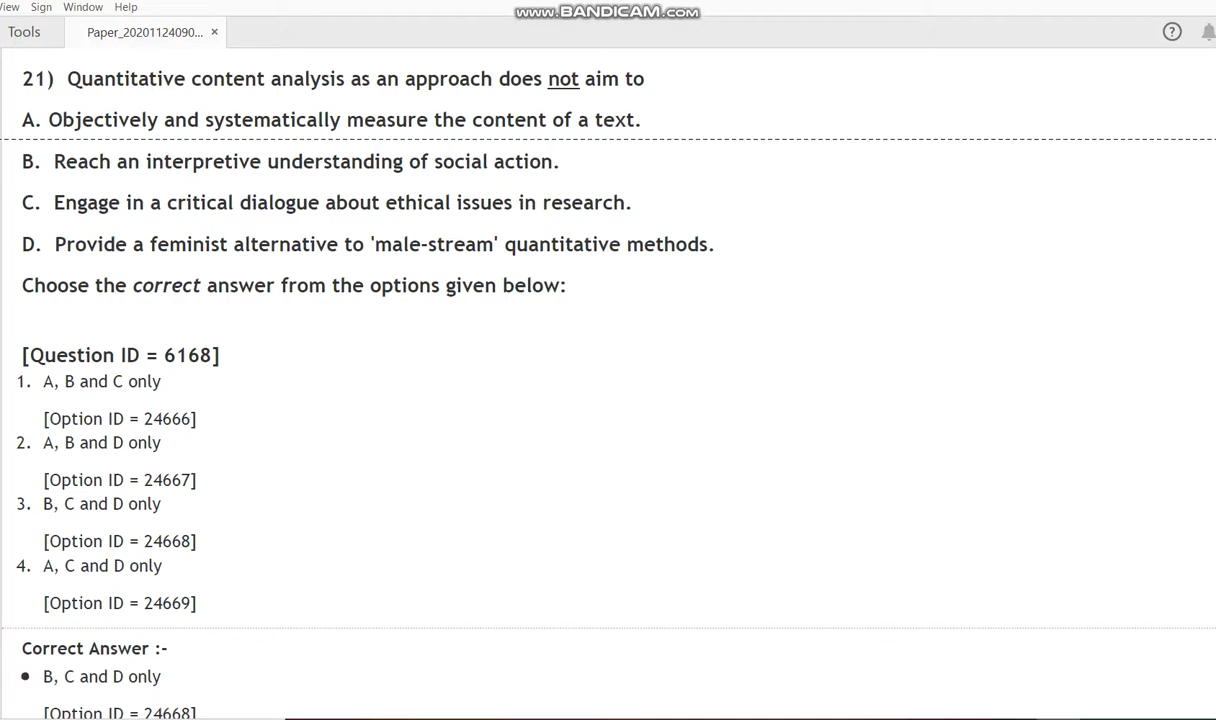 View Sign Window Help
www.BANDICAM.com
Tools Paper_20201124090... ×
21) Quantitative content analysis as an approach does not aim to
A. Objectively and systematically measure the content of a text.
B. Reach an interpretive understanding of social action.
C. Engage in a critical dialogue about ethical issues in research.
D. Provide a feminist alternative to 'male-stream' quantitative methods.
Choose the correct answer from the options given below:
[Question ID = 6168]
1. A, B and C only
[Option ID = 24666]
2. A, B and D only
[Option ID = 24667]
3. B, C and D only
[Option ID = 24668]
4. A, C and D only
[Option ID = 24669]
Correct Answer :-
• B, C and D only
[Option ID = 24668]